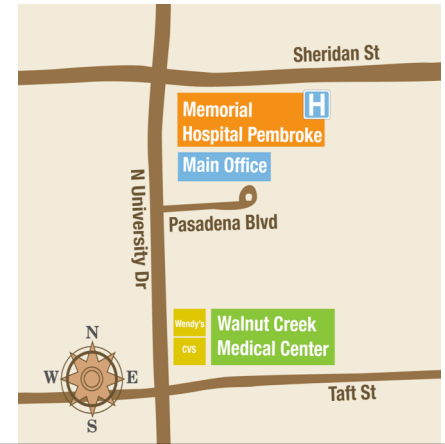 Sheridan St
H
Memorial
Hospital Pembroke
Main Office
N University Dr
Pasadena Blvd
Wendy's
CVS
Walnut Creek
Medical Center
N
W
E
S
Taft St